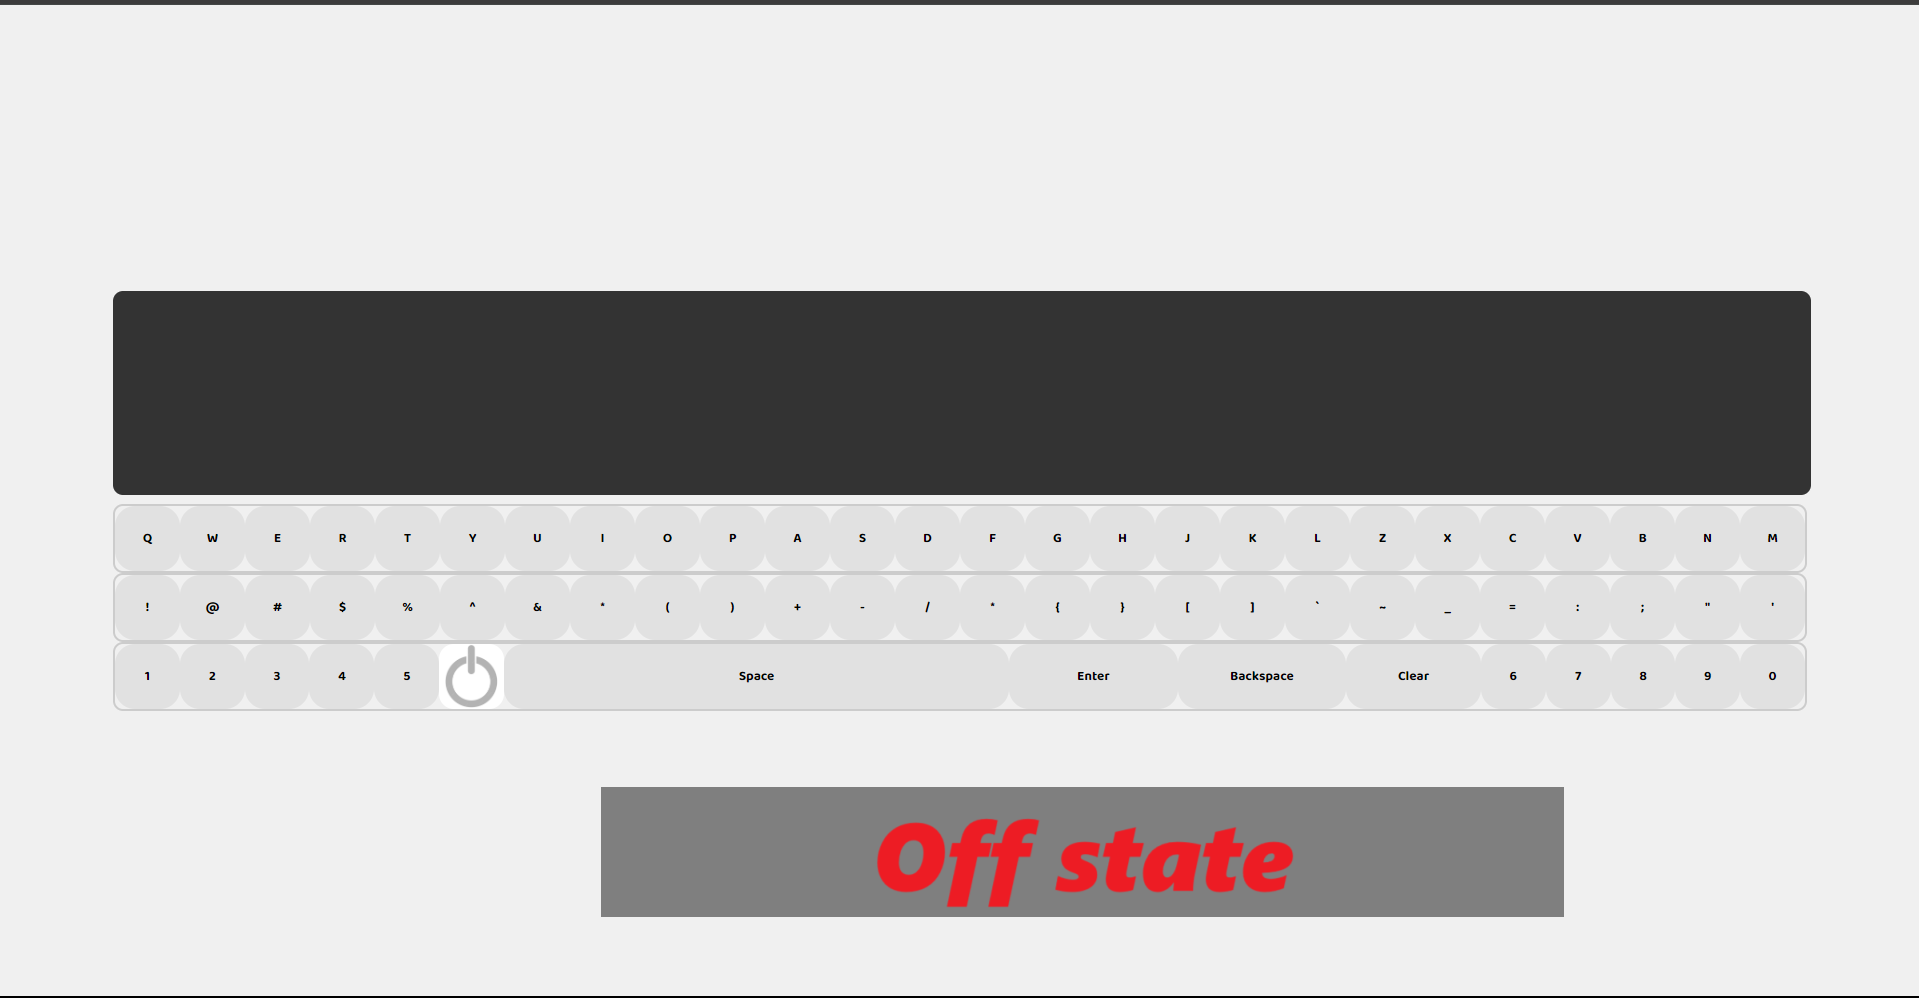 Q W E R T Y U I O P A S D F G H J K L Z X C V B N M
! @ # $ % ^ & * ( ) + - / * { } [ ] ` ~ _ = : ; " '
1 2 3 4 5 Space Enter Backspace Clear 6 7 8 9 0
Off state